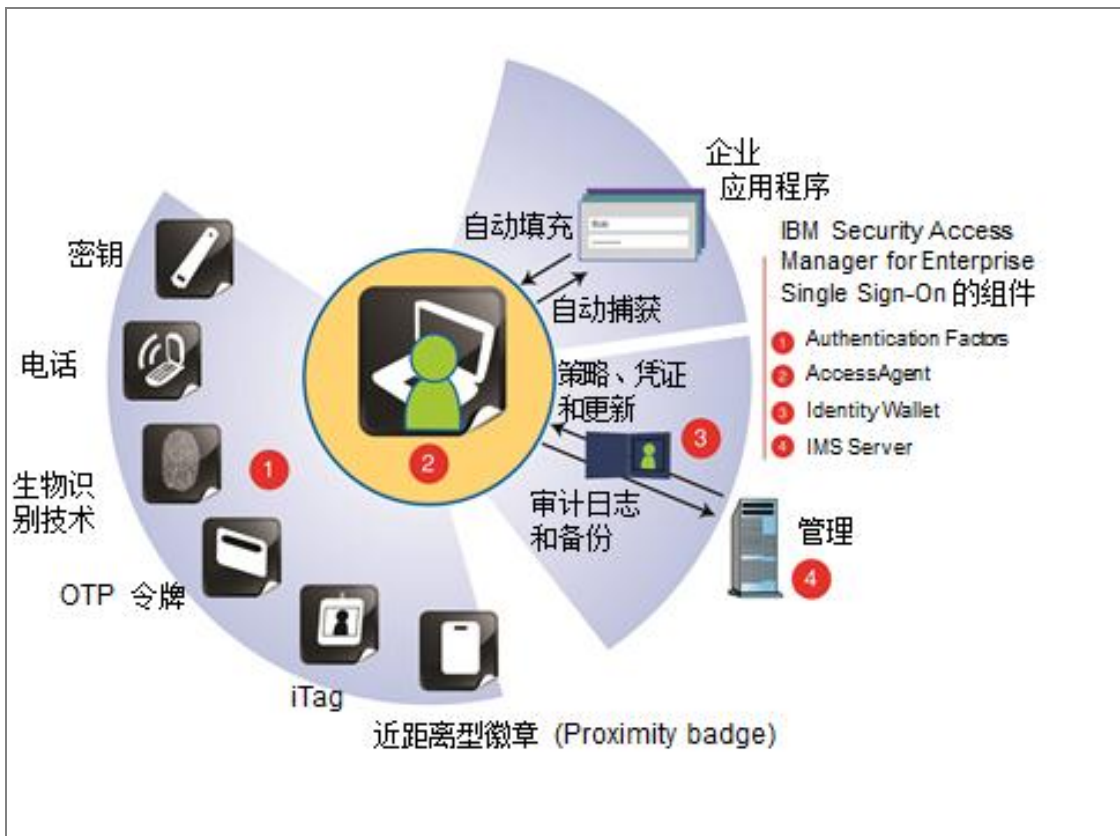 企业
应用程序
自动填充
自动捕获
IBM Security Access
Manager for Enterprise
Single Sign-On 的组件
1 Authentication Factors
2 AccessAgent
3 Identity Wallet
4 IMS Server
密钥
电话
生物识
别技术
OTP 令牌
iTag
近距离型徽章 (Proximity badge)
1
2
策略、凭证
和更新
3
审计日志
和备份
管理
4